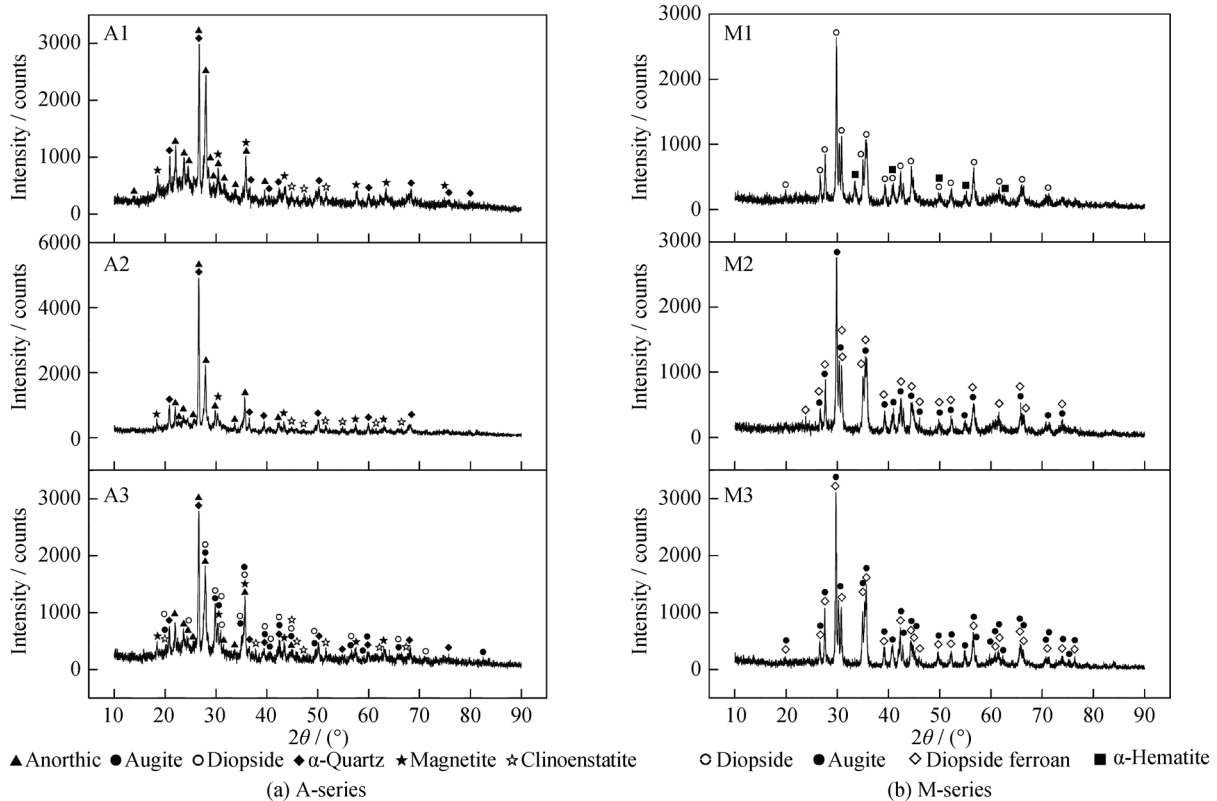 A1
3000
2000
1000
0
A2
6000
4000
2000
0
A3
3000
2000
1000
0
Intensity / counts
Intensity / counts
Intensity / counts
10 20 30 40 50 60 70 80 90
2θ / (°)
▲ Anorthic ● Augite ○ Diopside ◆ α-Quartz ★ Magnetite ☆ Clinoenstatite
(a) A-series
M1
3000
2000
1000
0
M2
3000
2000
1000
0
M3
3000
2000
1000
0
Intensity / counts
Intensity / counts
Intensity / counts
10 20 30 40 50 60 70 80 90
2θ / (°)
○ Diopside ● Augite ◇ Diopside ferroan ■ α-Hematite
(b) M-series